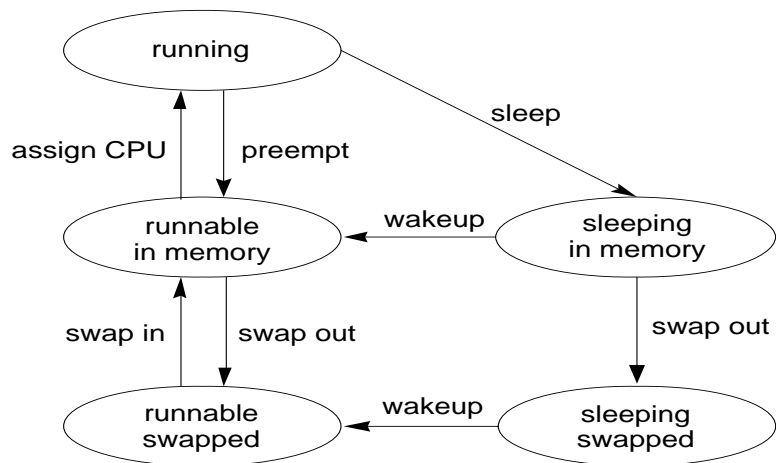 running
sleep
assign CPU
preempt
runnable
in memory
wakeup
sleeping
in memory
swap in
swap out
swap out
runnable
swapped
wakeup
sleeping
swapped